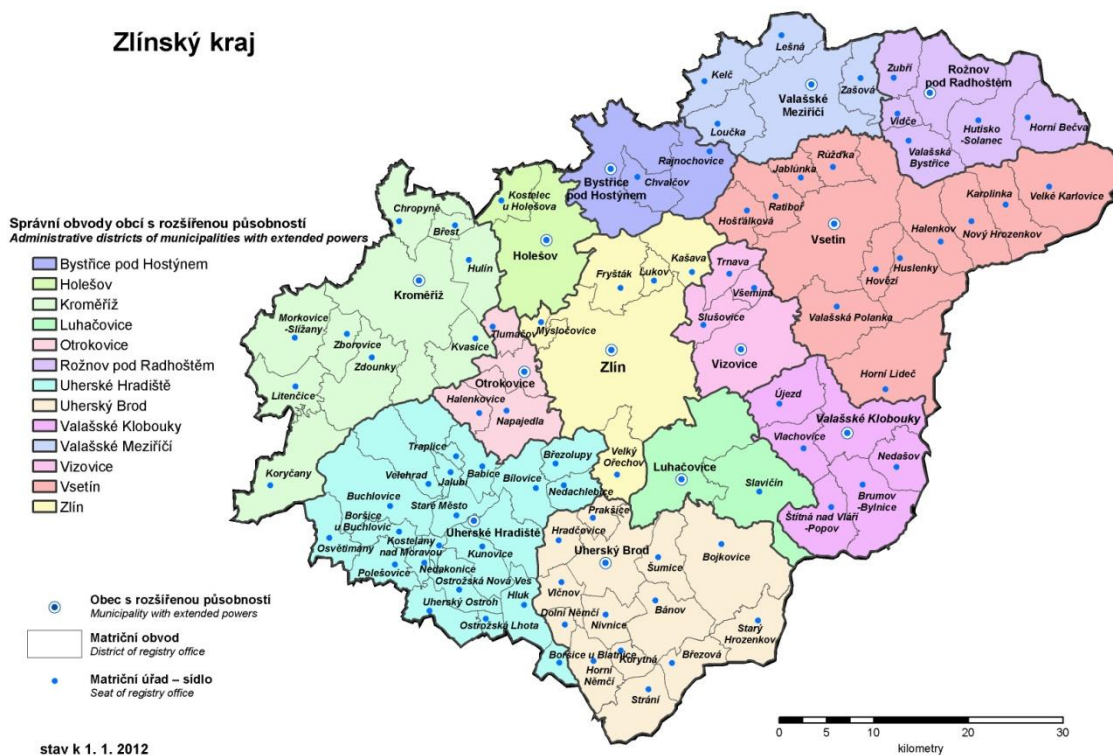 Zlínský kraj
Správní obvody obcí s rozšířenou působností
Administrative districts of municipalities with extended powers
Bystřice pod Hostýnem
Holešov
Kroměříž
Luhačovice
Otrokovice
Rožnov pod Radhoštěm
Uherské Hradiště
Uherský Brod
Valašské Klobouky
Valašské Meziříčí
Vizovice
Vsetín
Zlín
Obec s rozšířenou působností
Municipality with extended powers
Matriční obvod
District of registry office
Matriční úřad – sídlo
Seat of registry office
stav k 1. 1. 2012
Lešná
Kelč
Zašová
Valašské
Meziříčí
Loučka
Zubří
Rožnov
pod Radhoštěm
Vidče
Hutisko
-Solanec
Horní Bečva
Valašská
Bystřice
Rajnochovice
Bystřice
pod Hostýnem
Chvalčov
Jablůnka
Růžďka
Ratiboř
Hošťálková
Vsetín
Karolinka
Velké Karlovice
Halenkov
Nový Hrozenkov
Huslenky
Hovězí
Valašská Polanka
Horní Lideč
Kostelec
u Holešova
Holešov
Chropyně
Břest
Hulín
Kroměříž
Morkovice
-Slížany
Zborovice
Zdounky
Kvasice
Litenčice
Koryčany
Kašava
Fryšták
Lukov
Mysločovice
Zlín
Velký
Ořechov
Trnava
Všemina
Slušovice
Vizovice
Tlumačov
Otrokovice
Halenkovice
Napajedla
Újezd
Valašské Klobouky
Vlachovice
Nedašov
Brumov
-Bylnice
Štítná nad Vláří
-Popov
Luhačovice
Slavičín
Traplice
Březolupy
Babice
Velehrad
Jalubí
Bílovice
Nedachlebice
Buchlovice
Staré Město
Boršice
u Buchlovic
Uherské Hradiště
Kostelany
nad Moravou
Kunovice
Osvětimany
Nedakonice
Polešovice
Ostrožská Nová Ves
Hluk
Uherský Ostroh
Ostrožská Lhota
Boršice u Blatnice
Prakšice
Hradčovice
Uherský Brod
Šumice
Bojkovice
Vlčnov
Bánov
Dolní Němčí
Nivnice
Starý
Hrozenkov
Korytná
Březová
Horní
Němčí
Strání
0
5
10
20
30
kilometry